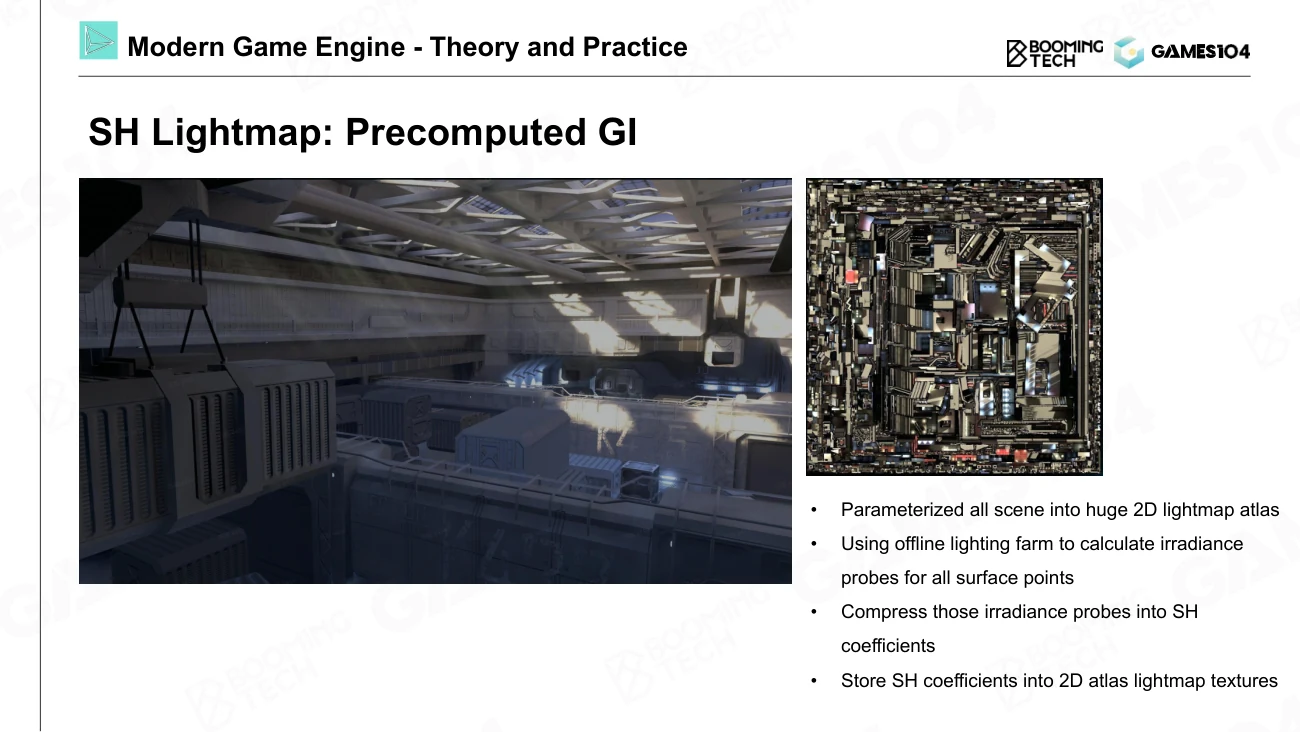 Modern Game Engine - Theory and Practice
BOOMING
TECH
GAMES104
SH Lightmap: Precomputed GI
• Parameterized all scene into huge 2D lightmap atlas
• Using offline lighting farm to calculate irradiance
probes for all surface points
• Compress those irradiance probes into SH
coefficients
• Store SH coefficients into 2D atlas lightmap textures